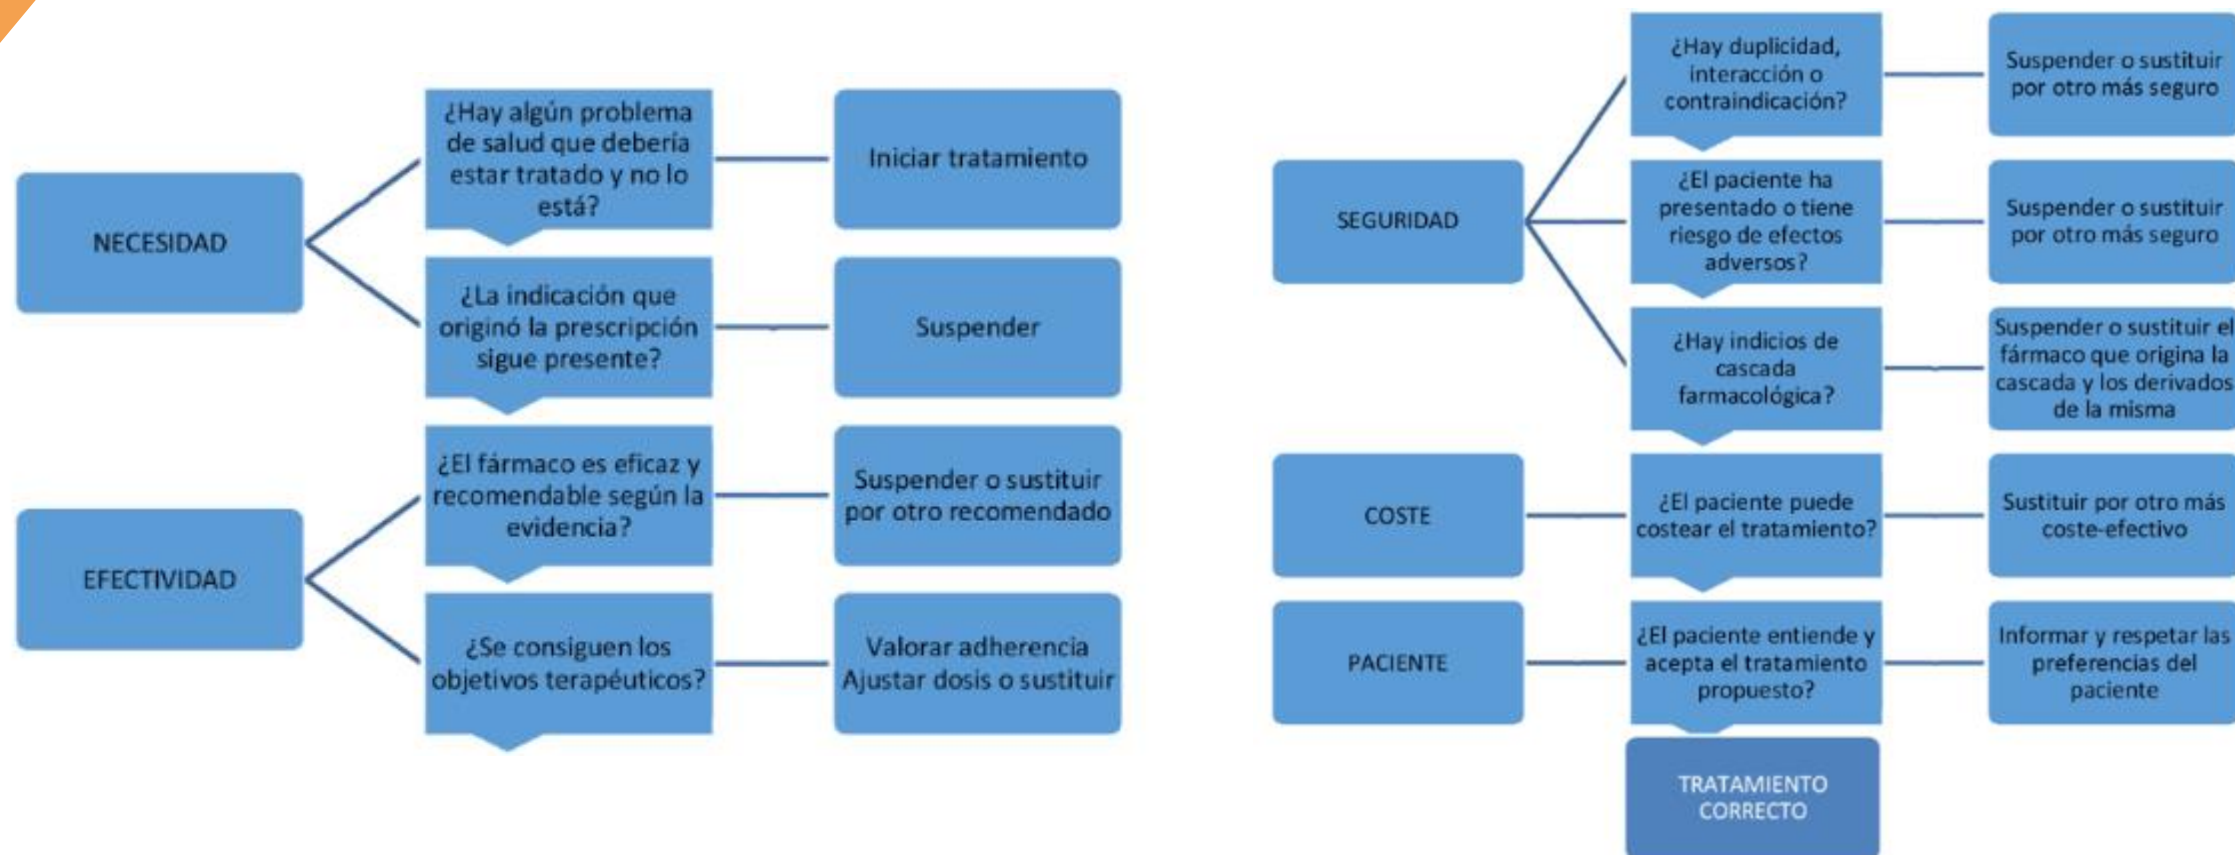 NECESIDAD
¿Hay algún problema
de salud que debería
estar tratado y no lo
está?
Iniciar tratamiento
¿La indicación que
originó la prescripción
sigue presente?
Suspender
EFECTIVIDAD
¿El fármaco es eficaz y
recomendable según la
evidencia?
Suspender o sustituir
por otro recomendado
¿Se consiguen los
objetivos terapéuticos?
Valorar adherencia
Ajustar dosis o sustituir
SEGURIDAD
¿Hay duplicidad,
interacción o
contraindicación?
Suspender o sustituir
por otro más seguro
¿El paciente ha
presentado o tiene
riesgo de efectos
adversos?
Suspender o sustituir
por otro más seguro
¿Hay indicios de
cascada
farmacológica?
Suspender o sustituir el
fármaco que origina la
cascada y los derivados
de la misma
COSTE
¿El paciente puede
costear el tratamiento?
Sustituir por otro más
coste-efectivo
PACIENTE
¿El paciente entiende y
acepta el tratamiento
propuesto?
Informar y respetar las
preferencias del
paciente
TRATAMIENTO
CORRECTO